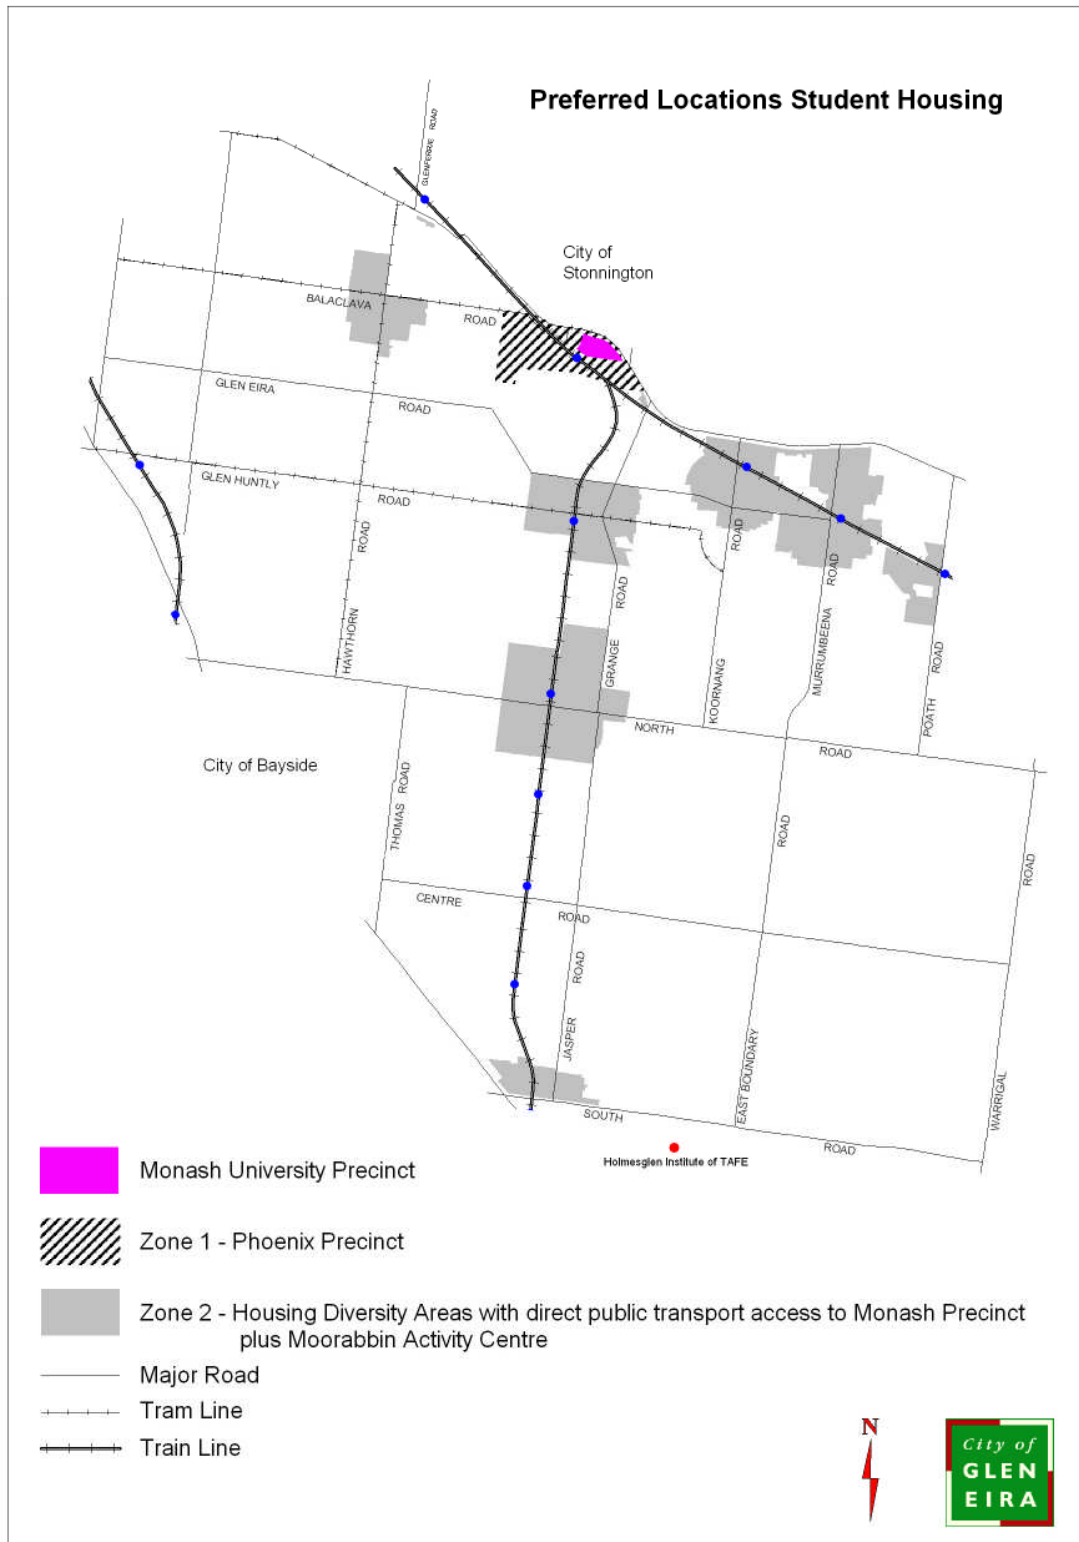 Preferred Locations Student Housing
GLENFERRIE ROAD
City of
Stonnington
BALACLAVA
ROAD
GLEN EIRA
ROAD
GLEN HUNTLY
ROAD
ROAD
HAWTHORN
ROAD
GRANGE
ROAD
KOORNANG
ROAD
MURRUMBEENA
ROAD
POATH
NORTH
ROAD
City of Bayside
ROAD
THOMAS
ROAD
ROAD
CENTRE
ROAD
ROAD
JASPER
EAST BOUNDARY
WARRIGAL
SOUTH
ROAD
Holmesglen Institute of TAFE
Monash University Precinct
Zone 1 - Phoenix Precinct
Zone 2 - Housing Diversity Areas with direct public transport access to Monash Precinct
plus Moorabbin Activity Centre
Major Road
Tram Line
Train Line
N
City of
GLEN
EIRA